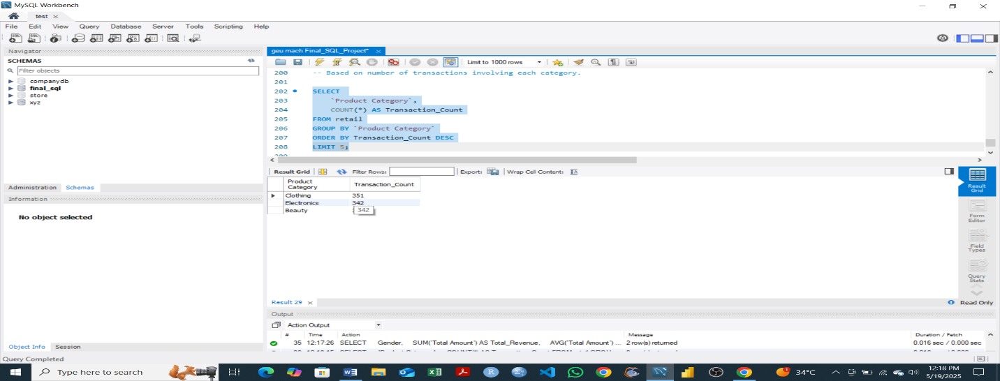 MySQL Workbench
test ×
File Edit View Query Database Server Tools Scripting Help
Navigator
SCHEMAS
Filter objects
companydb
final_sql
store
xyz
Administration Schemas
Information
No object selected
Object Info Session
Query Completed
geu mach Final_SQL_Project* ×
Limit to 1000 rows
200 -- Based on number of transactions involving each category.
201
202 SELECT
203 `Product Category`,
204 COUNT(*) AS Transaction_Count
205 FROM retail
206 GROUP BY `Product Category`
207 ORDER BY Transaction_Count DESC
208 LIMIT 5;
209
Result Grid Filter Rows: Export: Wrap Cell Content:
Product Category Transaction_Count
Clothing 351
Electronics 342
Beauty 342
Result Grid
Form Editor
Field Types
Query Stats
Result 29 × Read Only
Output
Action Output
# Time Action Message Duration / Fetch
35 12:17:26 SELECT Gender, SUM(`Total Amount`) AS Total_Revenue, AVG(`Total Amount`) ... 2 row(s) returned 0.016 sec / 0.000 sec
Type here to search 34°C 12:18 PM
5/19/2025